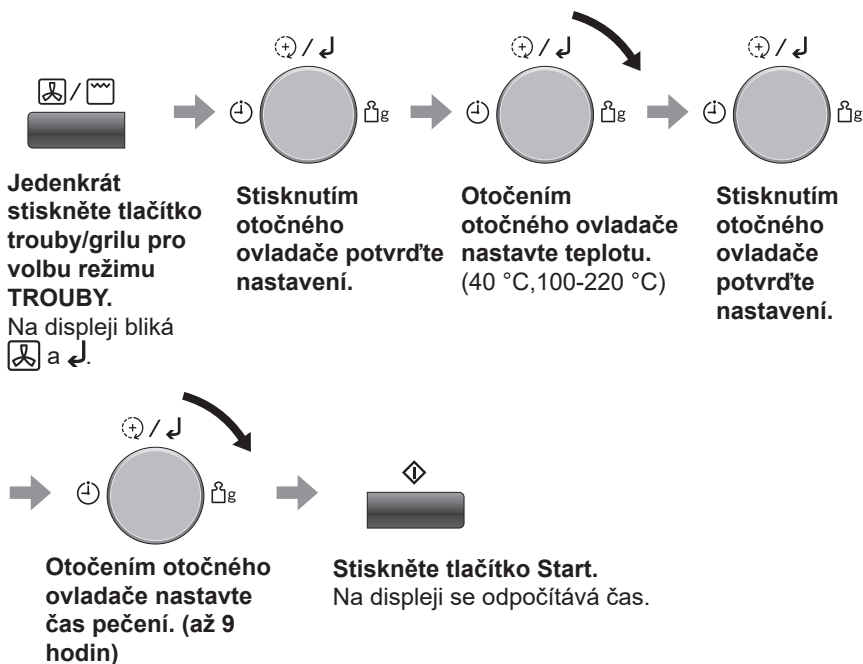 Jedenkrát
stiskněte tlačítko
trouby/grilu pro
volbu režimu
TROUBY.
Na displeji bliká
a .
g
Stisknutím
otočného
ovladače potvrďte
nastavení.
g
Otočením
otočného ovladače
nastavte teplotu.
(40 °C,100-220 °C)
g
Stisknutím
otočného
ovladače
potvrďte
nastavení.
g
Otočením otočného
ovladače nastavte
čas pečení. (až 9
hodin)
Stiskněte tlačítko Start.
Na displeji se odpočítává čas.